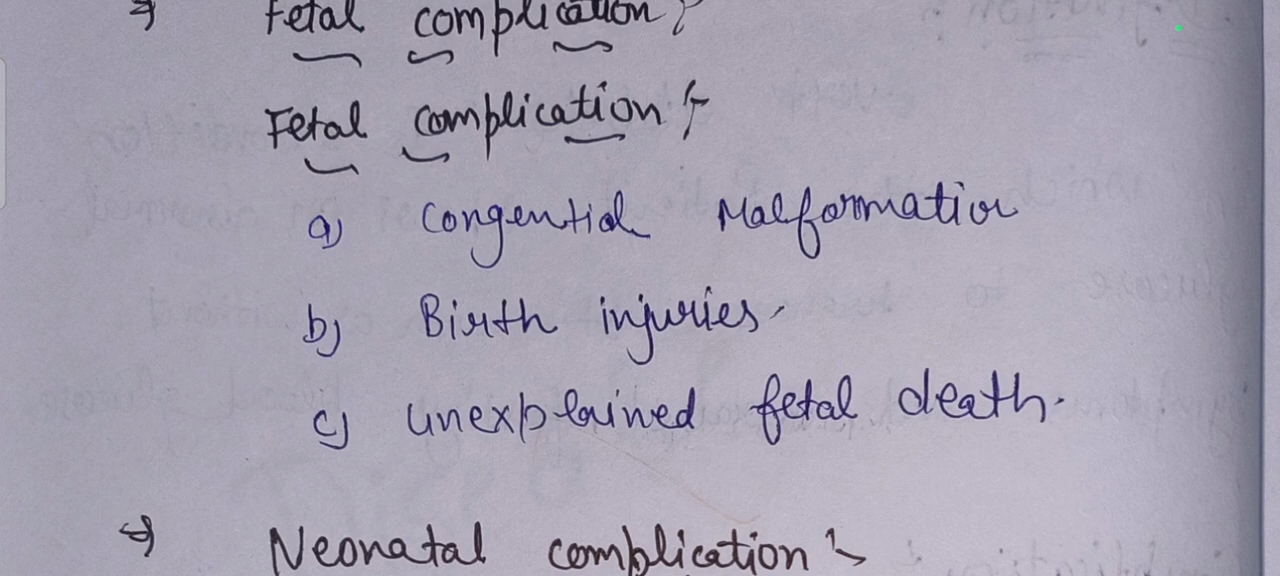 → Fetal complication :-
Fetal complication :-
a) Congential Malformation
b) Birth injuries.
c) unexplained fetal death.
→ Neonatal complication :-